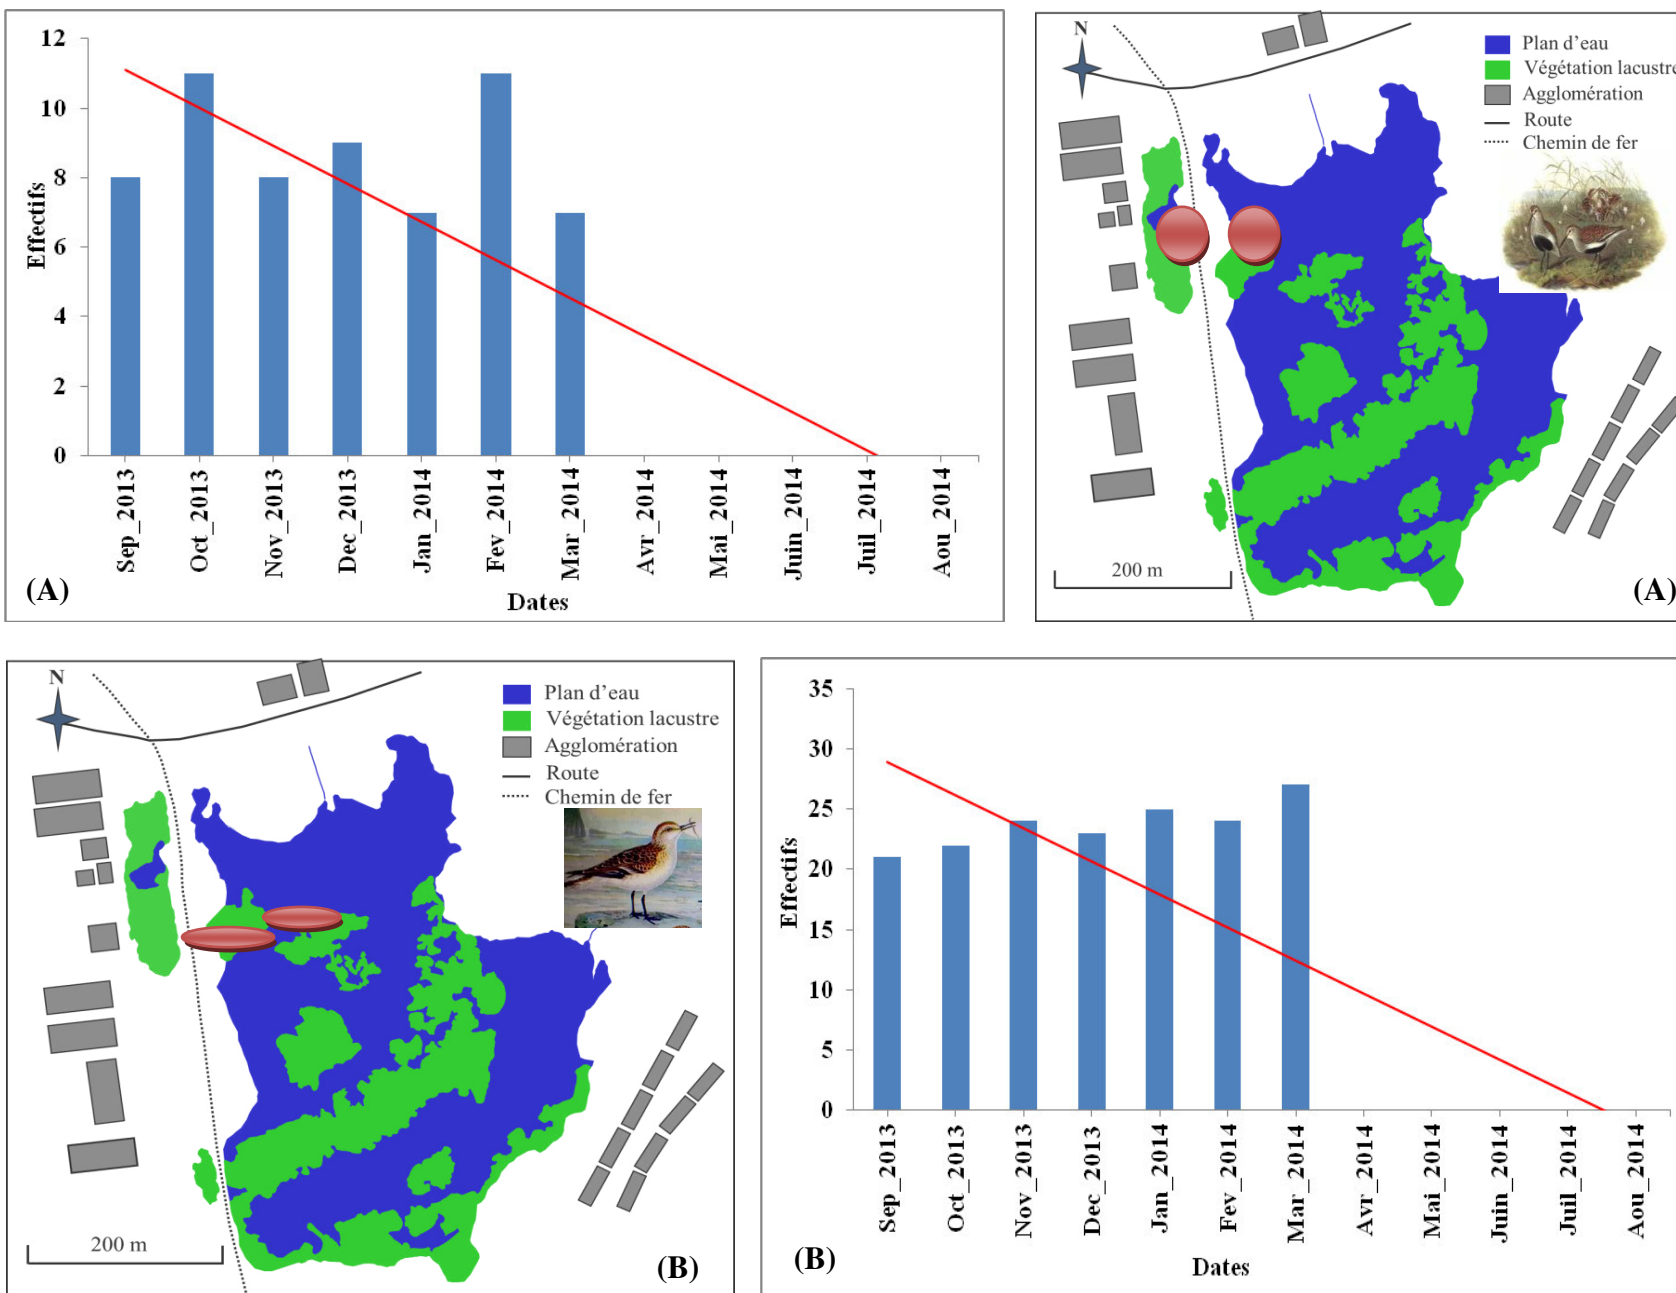 12
10
8
6
4
2
0
Effectifs
Sep_2013
Oct_2013
Nov_2013
Dec_2013
Jan_2014
Fev_2014
Mar_2014
Avr_2014
Mai_2014
Juin_2014
Juil_2014
Aou_2014
Dates
(A)
N
Plan d'eau
Végétation lacustre
Agglomération
Route
Chemin de fer
200 m
(A)
N
Plan d'eau
Végétation lacustre
Agglomération
Route
Chemin de fer
200 m
(B)
35
30
25
20
15
10
5
0
Effectifs
Sep_2013
Oct_2013
Nov_2013
Dec_2013
Jan_2014
Fev_2014
Mar_2014
Avr_2014
Mai_2014
Juin_2014
Juil_2014
Aou_2014
Dates
(B)